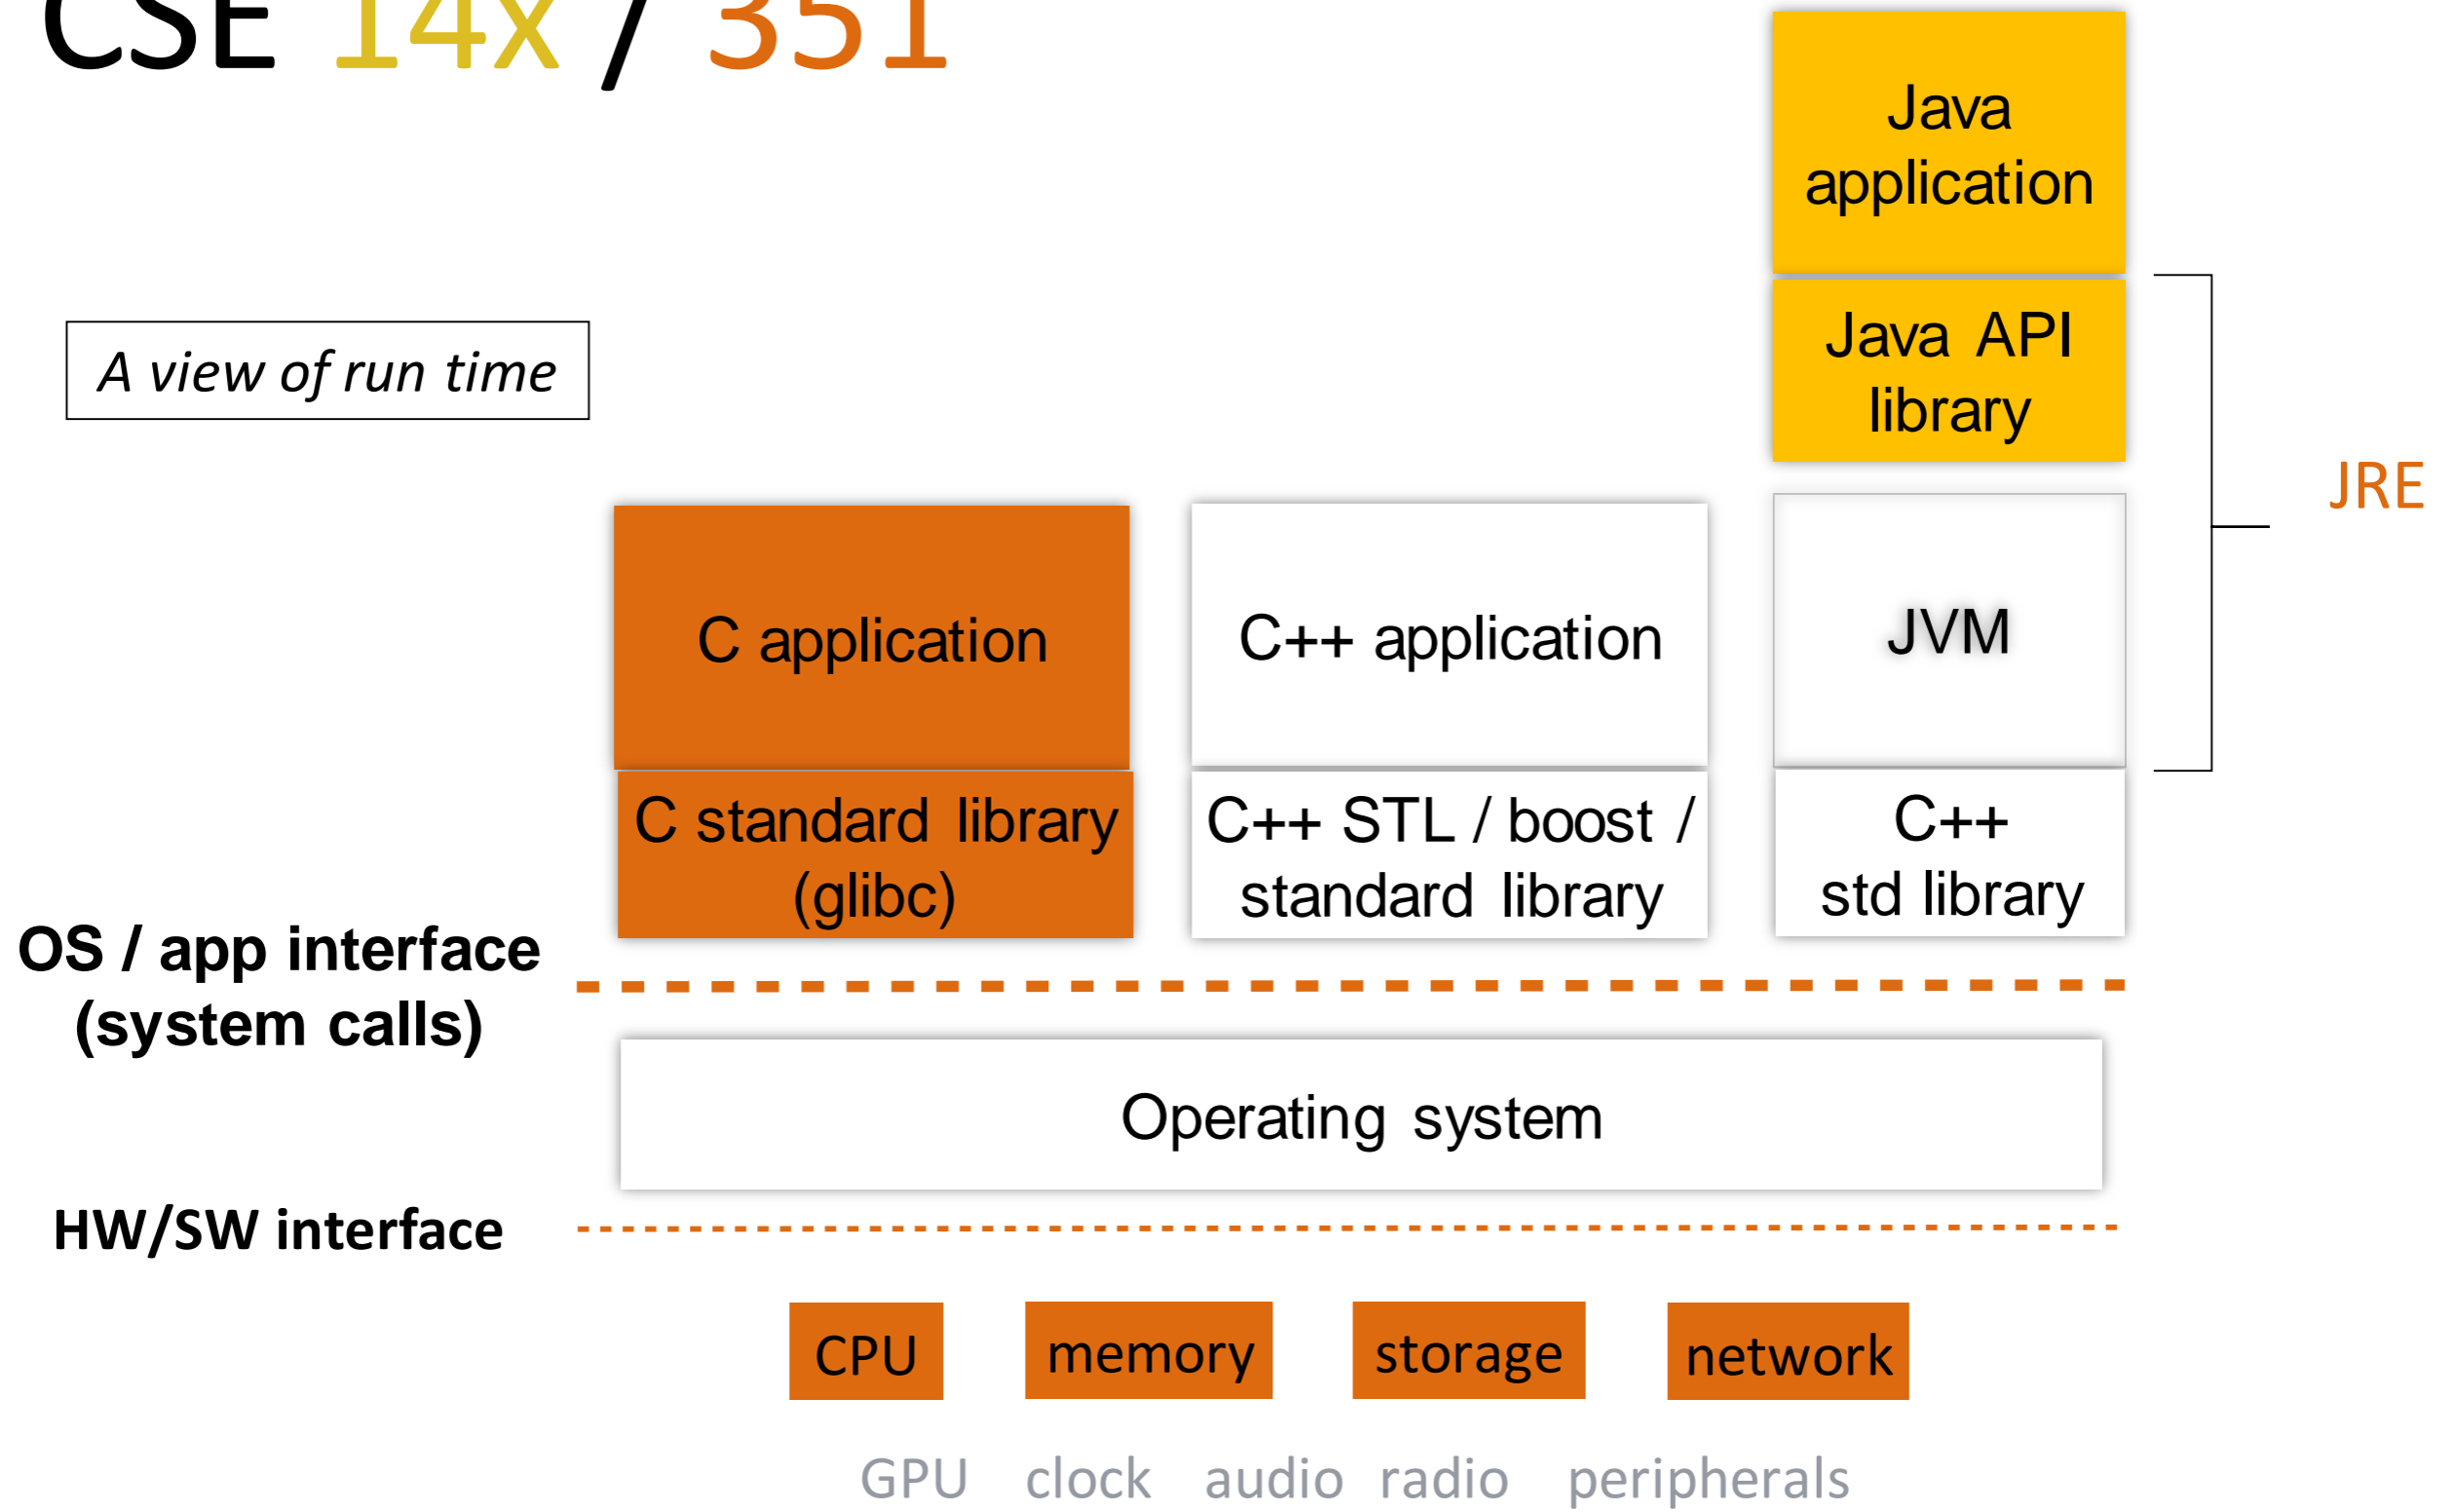 CSE 14x / 351
Java
application
Java API
library
A view of run time
JRE
C application
C++ application
JVM
C standard library
(glibc)
C++ STL / boost /
standard library
C++
std library
OS / app interface
(system calls)
Operating system
HW/SW interface
CPU
memory
storage
network
GPU
clock
audio
radio
peripherals